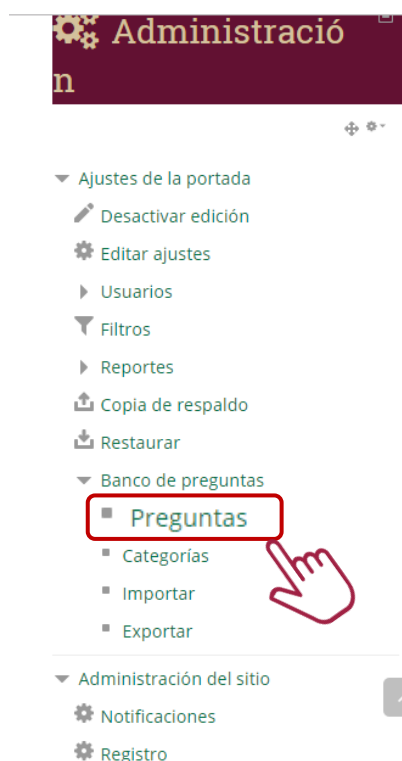 Administració
n
Ajustes de la portada
Desactivar edición
Editar ajustes
Usuarios
Filtros
Reportes
Copia de respaldo
Restaurar
Banco de preguntas
Preguntas
Categorías
Importar
Exportar
Administración del sitio
Notificaciones
Registro